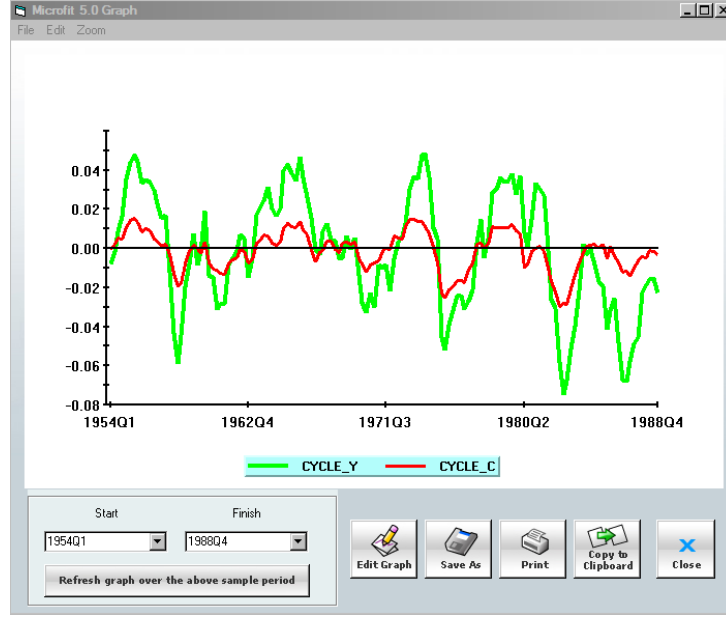 Microfit 5.0 Graph
File Edit Zoom
0.04
0.02
0.00
-0.02
-0.04
-0.06
-0.08
1954Q1 1962Q4 1971Q3 1980Q2 1988Q4
CYCLE_Y CYCLE_C
Start Finish
1954Q1 1988Q4
Refresh graph over the above sample period
Edit Graph Save As Print Copy to Clipboard Close